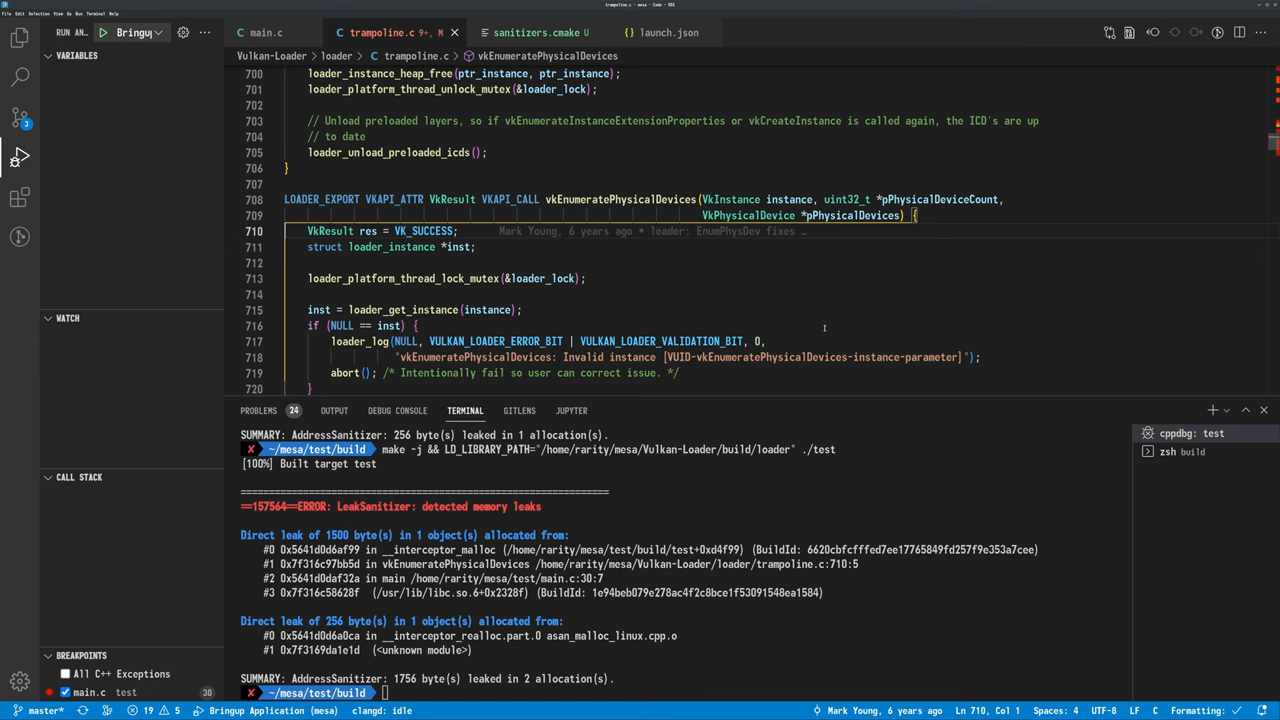 trampoline.c - mesa - Code - OSS
File Edit Selection View Go Run Terminal Help
RUN AN… Bringup
main.c
trampoline.c 9+, M
sanitizers.cmake U
launch.json
VARIABLES
Vulkan-Loader > loader > C trampoline.c > vkEnumeratePhysicalDevices
700 loader_instance_heap_free(ptr_instance, ptr_instance);
701 loader_platform_thread_unlock_mutex(&loader_lock);
702
703 // Unload preloaded layers, so if vkEnumerateInstanceExtensionProperties or vkCreateInstance is called again, the ICD's are up
704 // to date
705 loader_unload_preloaded_icds();
706 }
707
708 LOADER_EXPORT VKAPI_ATTR VkResult VKAPI_CALL vkEnumeratePhysicalDevices(VkInstance instance, uint32_t *pPhysicalDeviceCount,
709 VkPhysicalDevice *pPhysicalDevices) {
710 VkResult res = VK_SUCCESS; Mark Young, 6 years ago • loader: EnumPhysDev fixes …
711 struct loader_instance *inst;
712
713 loader_platform_thread_lock_mutex(&loader_lock);
714
715 inst = loader_get_instance(instance);
716 if (NULL == inst) {
717 loader_log(NULL, VULKAN_LOADER_ERROR_BIT | VULKAN_LOADER_VALIDATION_BIT, 0,
718 "vkEnumeratePhysicalDevices: Invalid instance [VUID-vkEnumeratePhysicalDevices-instance-parameter]");
719 abort(); /* Intentionally fail so user can correct issue. */
720 }
3
WATCH
CALL STACK
BREAKPOINTS
All C++ Exceptions
main.c test 30
PROBLEMS 24 OUTPUT DEBUG CONSOLE TERMINAL GITLENS JUPYTER
SUMMARY: AddressSanitizer: 256 byte(s) leaked in 1 allocation(s).
✘ ~/mesa/test/build make -j && LD_LIBRARY_PATH="/home/rarity/mesa/Vulkan-Loader/build/loader" ./test
[100%] Built target test
=================================================================
==157564==ERROR: LeakSanitizer: detected memory leaks
Direct leak of 1500 byte(s) in 1 object(s) allocated from:
#0 0x5641d0d6af99 in __interceptor_malloc (/home/rarity/mesa/test/build/test+0xd4f99) (BuildId: 6620cbfcfffed7ee17765849fd257f9e353a7cee)
#1 0x7f316c97bb5d in vkEnumeratePhysicalDevices /home/rarity/mesa/Vulkan-Loader/loader/trampoline.c:710:5
#2 0x5641d0daf32a in main /home/rarity/mesa/test/main.c:30:7
#3 0x7f316c58628f (/usr/lib/libc.so.6+0x2328f) (BuildId: 1e94beb079e278ac4f2c8bce1f53091548ea1584)
Direct leak of 256 byte(s) in 1 object(s) allocated from:
#0 0x5641d0d6a0ca in __interceptor_realloc.part.0 asan_malloc_linux.cpp.o
#1 0x7f3169da1e1d (<unknown module>)
SUMMARY: AddressSanitizer: 1756 byte(s) leaked in 2 allocation(s).
✘ ~/mesa/test/build
cppdbg: test
zsh build
master* 19 5 Bringup Application (mesa) clangd: idle Mark Young, 6 years ago Ln 710, Col 1 Spaces: 4 UTF-8 LF C Formatting: ✓